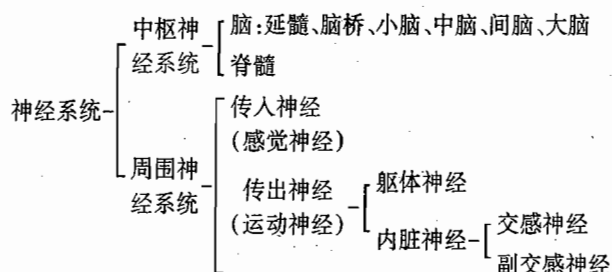 中枢神
经系统
脑:延髓、脑桥、小脑、中脑、间脑、大脑
脊髓
神经系统
周围神
经系统
传入神经
(感觉神经)
传出神经
(运动神经)
躯体神经
内脏神经
交感神经
副交感神经